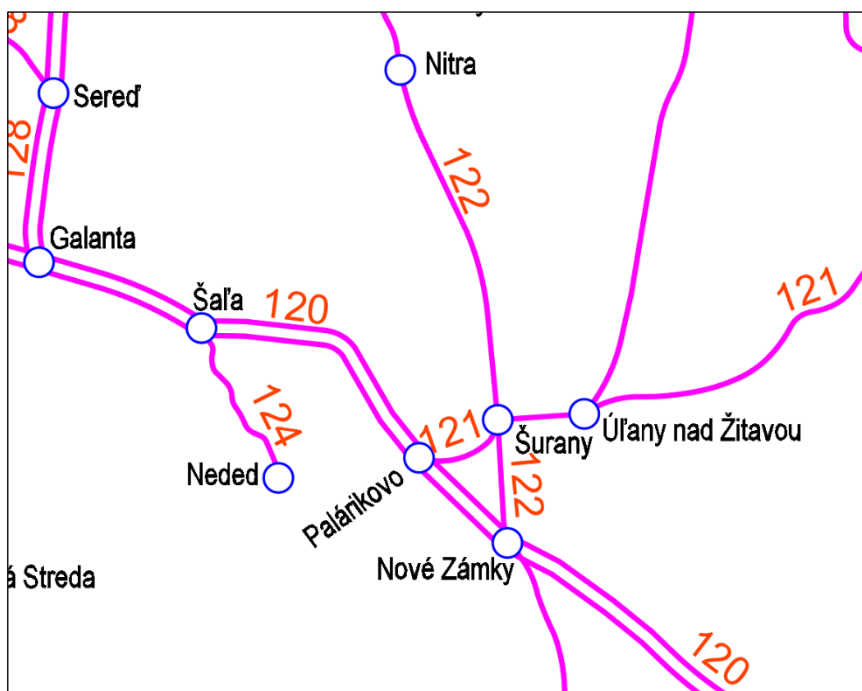 Nitra
Sereď
128
122
Galanta
121
Šaľa
120
124
121
Šurany
Úľany nad Žitavou
Neded
Palárikovo
122
Nové Zámky
á Streda
120